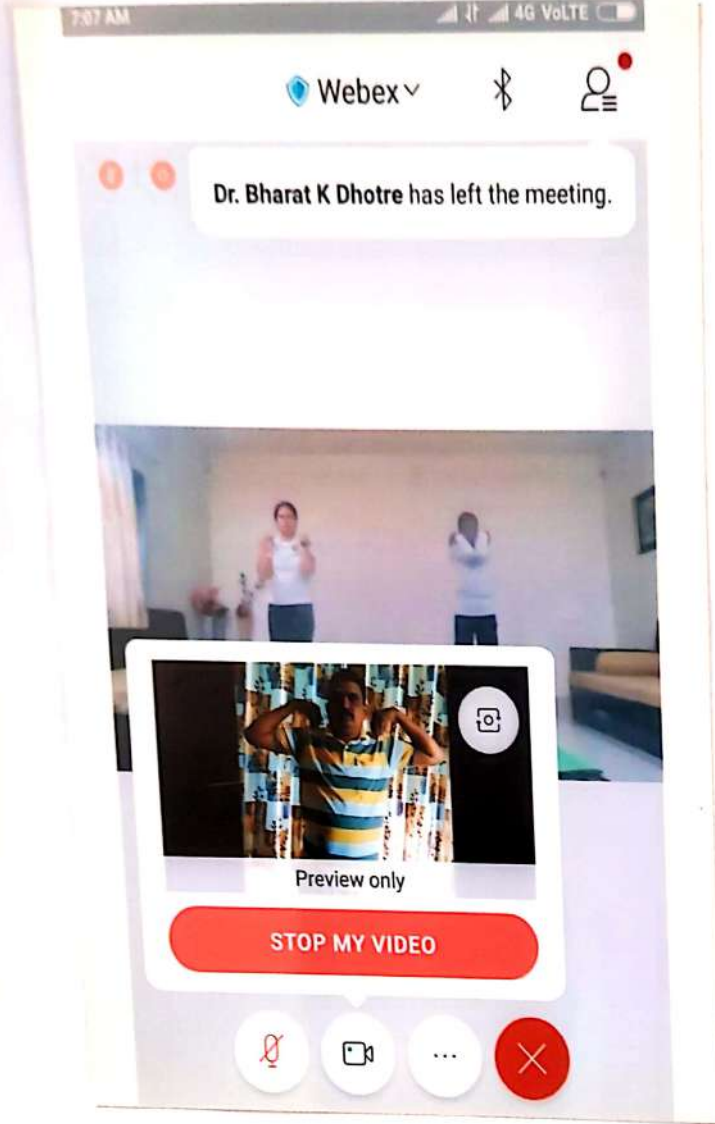 7:07 AM 4G VoLTE
Webex
Dr. Bharat K Dhotre has left the meeting.
Preview only
STOP MY VIDEO